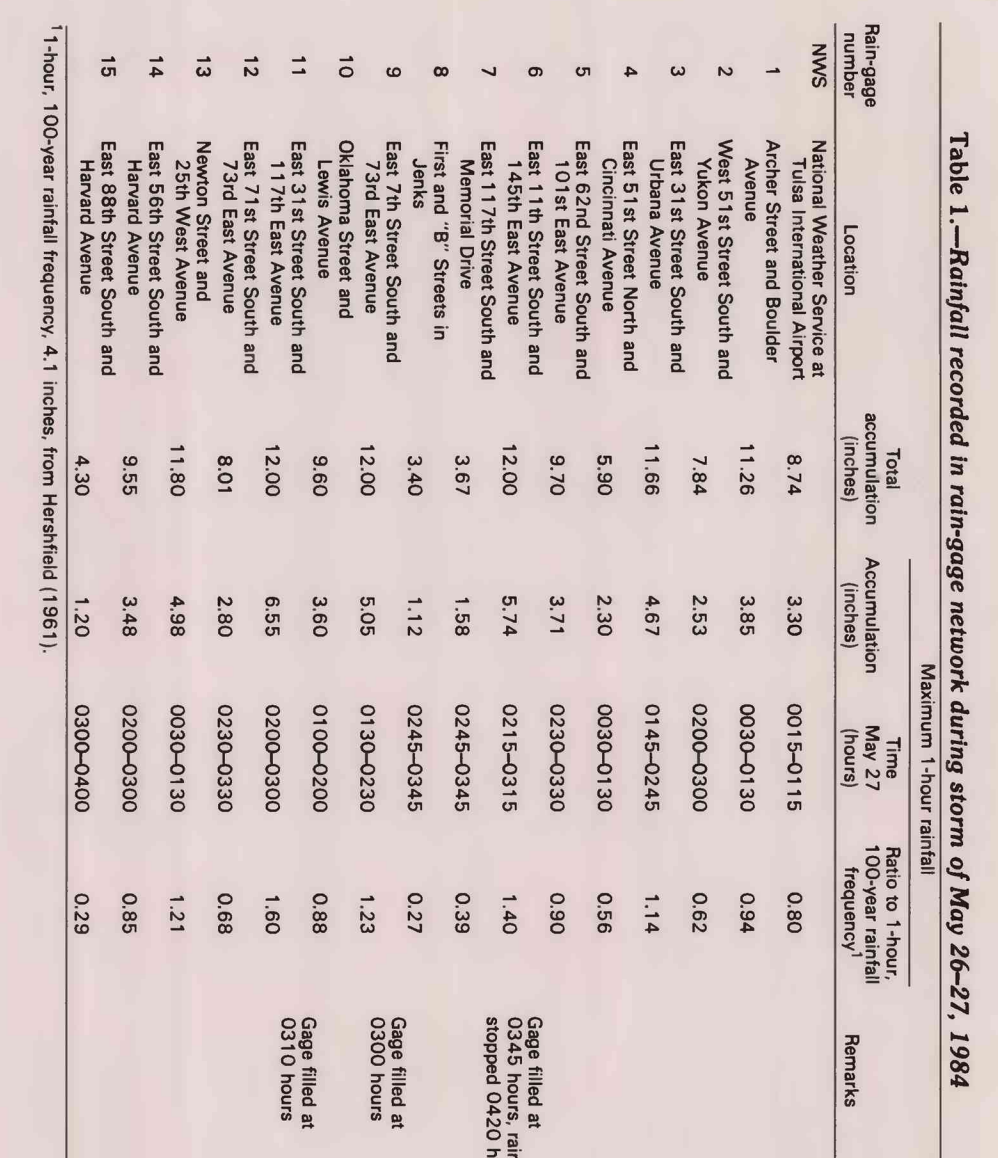 Table 1.—Rainfall recorded in rain-gage network during storm of May 26–27, 1984
Maximum 1-hour rainfall
Total Time Ratio to 1-hour,
Rain-gage accumulation Accumulation May 27 100-year rainfall
number Location (inches) (inches) (hours) frequency¹ Remarks
NWS National Weather Service at
Tulsa International Airport 8.74 3.30 0015–0115 0.80
1 Archer Street and Boulder
Avenue 11.26 3.85 0030–0130 0.94
2 West 51st Street South and
Yukon Avenue 7.84 2.53 0200–0300 0.62
3 East 31st Street South and
Urbana Avenue 11.66 4.67 0145–0245 1.14
4 East 51st Street North and
Cincinnati Avenue 5.90 2.30 0030–0130 0.56
5 East 62nd Street South and
101st East Avenue 9.70 3.71 0230–0330 0.90
6 East 11th Street South and Gage filled at
145th East Avenue 12.00 5.74 0215–0315 1.40 0345 hours,
7 East 117th Street South and stopped 0420
Memorial Drive 3.67 1.58 0245–0345 0.39
8 First and "B" Streets in
Jenks 3.40 1.12 0245–0345 0.27
9 East 7th Street South and Gage filled at
73rd East Avenue 12.00 5.05 0130–0230 1.23 0300 hours
10 Oklahoma Street and
Lewis Avenue 9.60 3.60 0100–0200 0.88
11 East 31st Street South and Gage filled at
117th East Avenue 12.00 6.55 0200–0300 1.60 0310 hours
12 East 71st Street South and
73rd East Avenue 8.01 2.80 0230–0330 0.68
13 Newton Street and
25th West Avenue 11.80 4.98 0030–0130 1.21
14 East 56th Street South and
Harvard Avenue 9.55 3.48 0200–0300 0.85
15 East 88th Street South and
Harvard Avenue 4.30 1.20 0300–0400 0.29
¹1-hour, 100-year rainfall frequency, 4.1 inches, from Hershfield (1961).